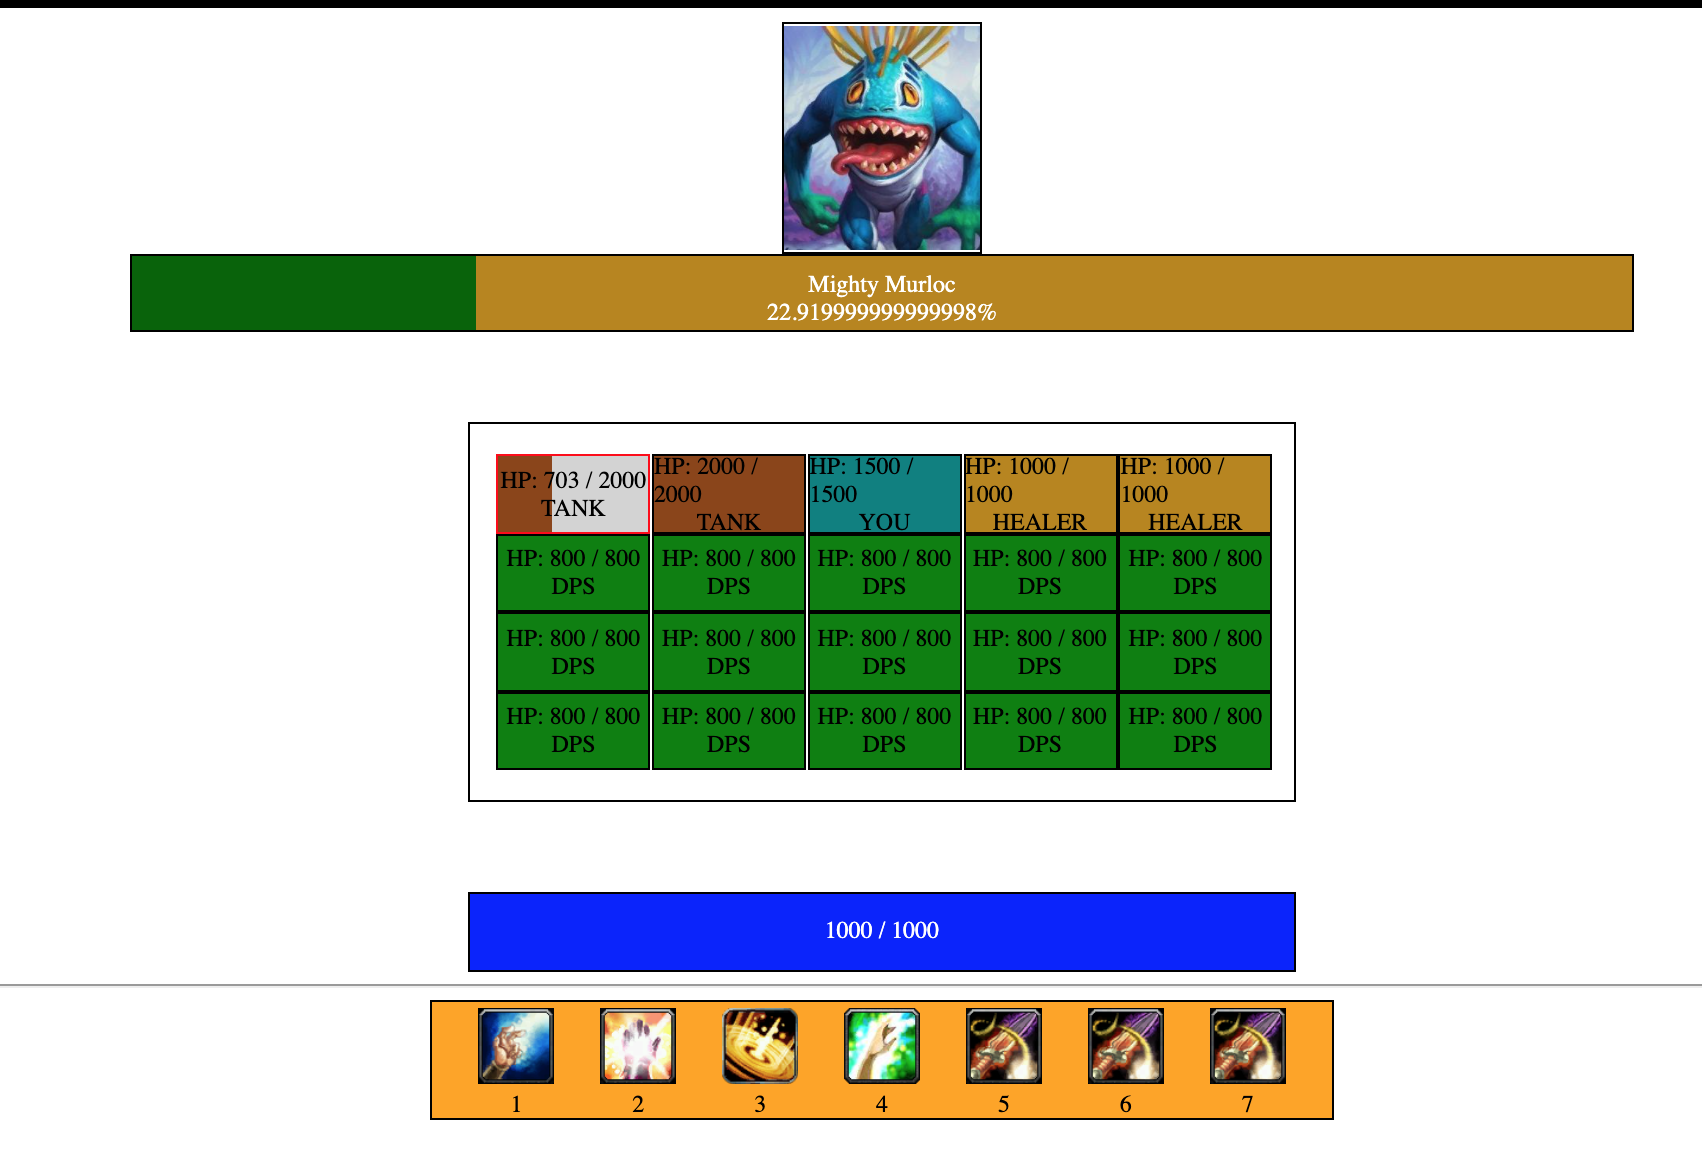 Mighty Murloc
22.919999999999998%
HP: 703 / 2000
TANK
HP: 2000 /
2000
TANK
HP: 1500 /
1500
YOU
HP: 1000 /
1000
HEALER
HP: 1000 /
1000
HEALER
HP: 800 / 800
DPS
HP: 800 / 800
DPS
HP: 800 / 800
DPS
HP: 800 / 800
DPS
HP: 800 / 800
DPS
HP: 800 / 800
DPS
HP: 800 / 800
DPS
HP: 800 / 800
DPS
HP: 800 / 800
DPS
HP: 800 / 800
DPS
HP: 800 / 800
DPS
HP: 800 / 800
DPS
HP: 800 / 800
DPS
HP: 800 / 800
DPS
HP: 800 / 800
DPS
1000 / 1000
1 2 3 4 5 6 7